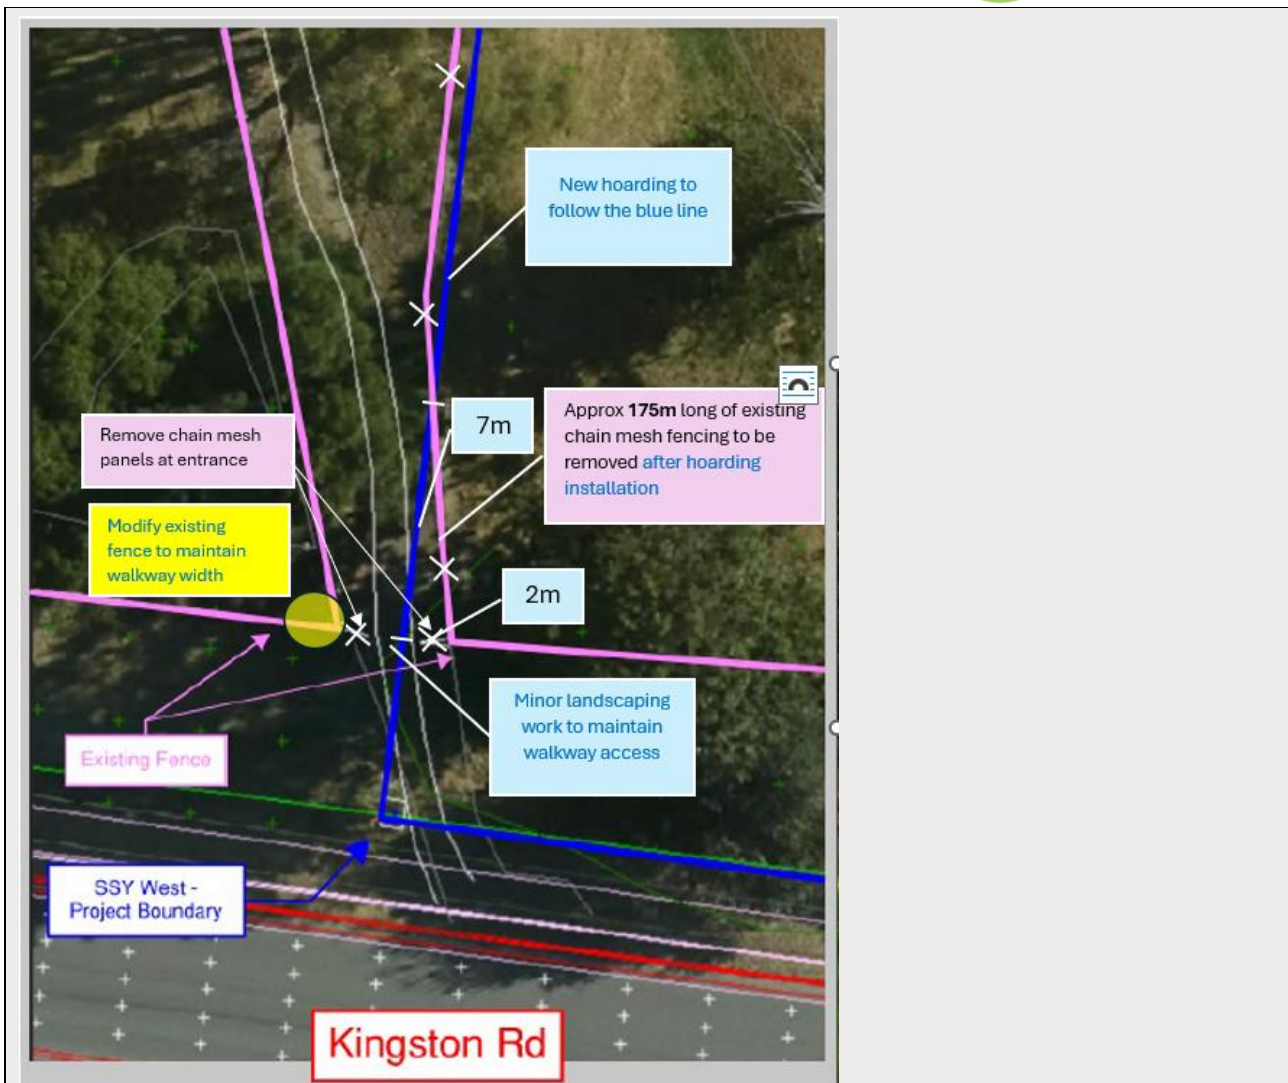 New hoarding to
follow the blue line
Approx 175m long of existing
chain mesh fencing to be
removed after hoarding
installation
7m
Remove chain mesh
panels at entrance
Modify existing
fence to maintain
walkway width
2m
Minor landscaping
work to maintain
walkway access
Existing Fence
SSY West -
Project Boundary
Kingston Rd